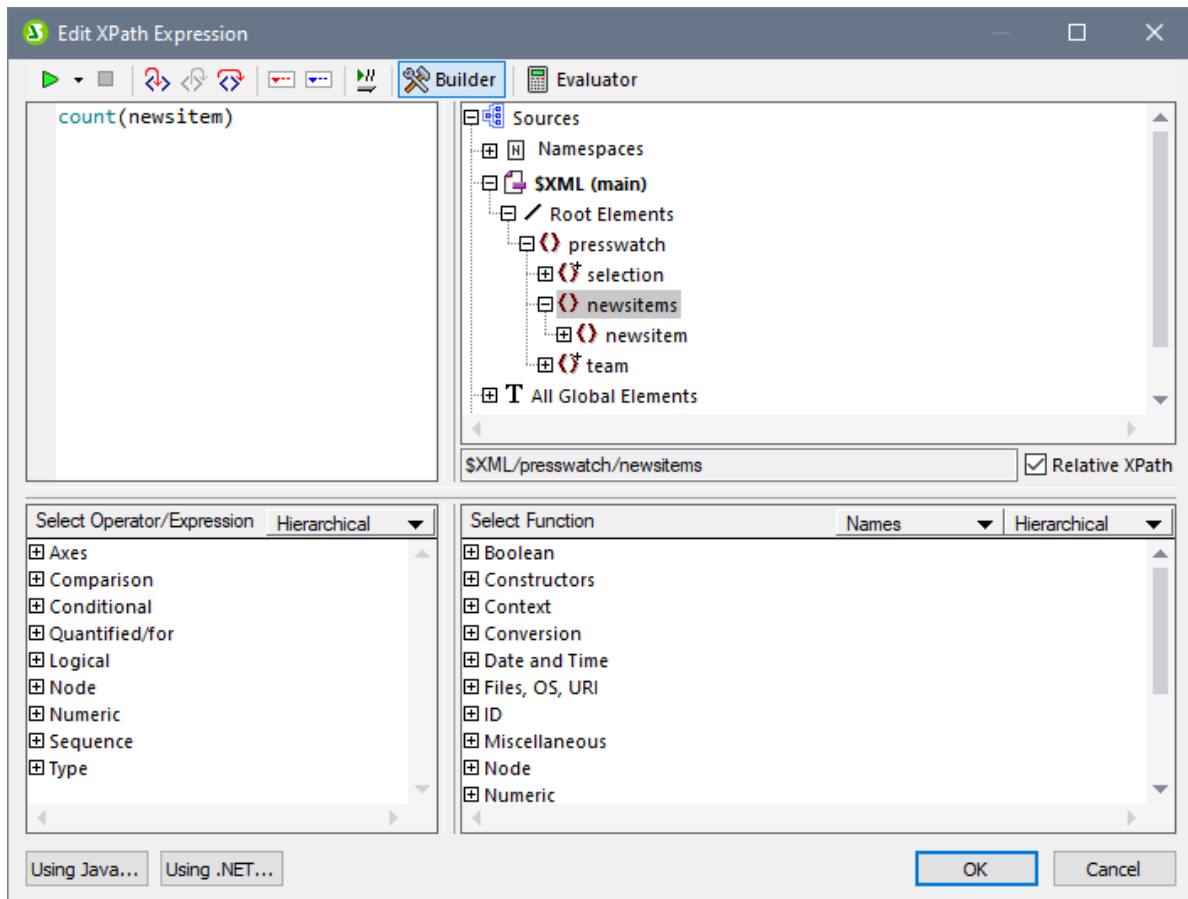 Edit XPath Expression
Builder Evaluator
count(newsitem)
Sources
Namespaces
$XML (main)
Root Elements
presswatch
selection
newsitems
newsitem
team
T All Global Elements
$XML/presswatch/newsitems Relative XPath
Select Operator/Expression Hierarchical
Axes
Comparison
Conditional
Quantified/for
Logical
Node
Numeric
Sequence
Type
Select Function Names Hierarchical
Boolean
Constructors
Context
Conversion
Date and Time
Files, OS, URI
ID
Miscellaneous
Node
Numeric
Using Java... Using .NET... OK Cancel